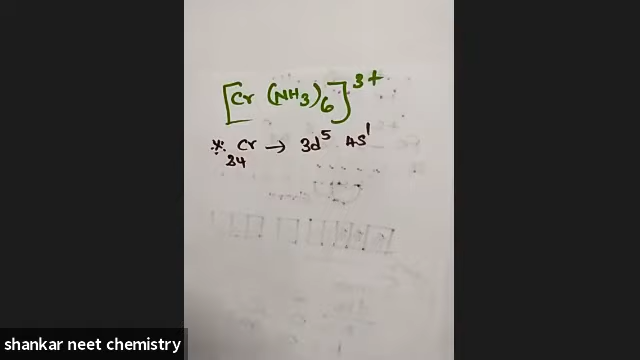 [Cr (NH3)6]3+
* Cr → 3d5 4s1
24
shankar neet chemistry